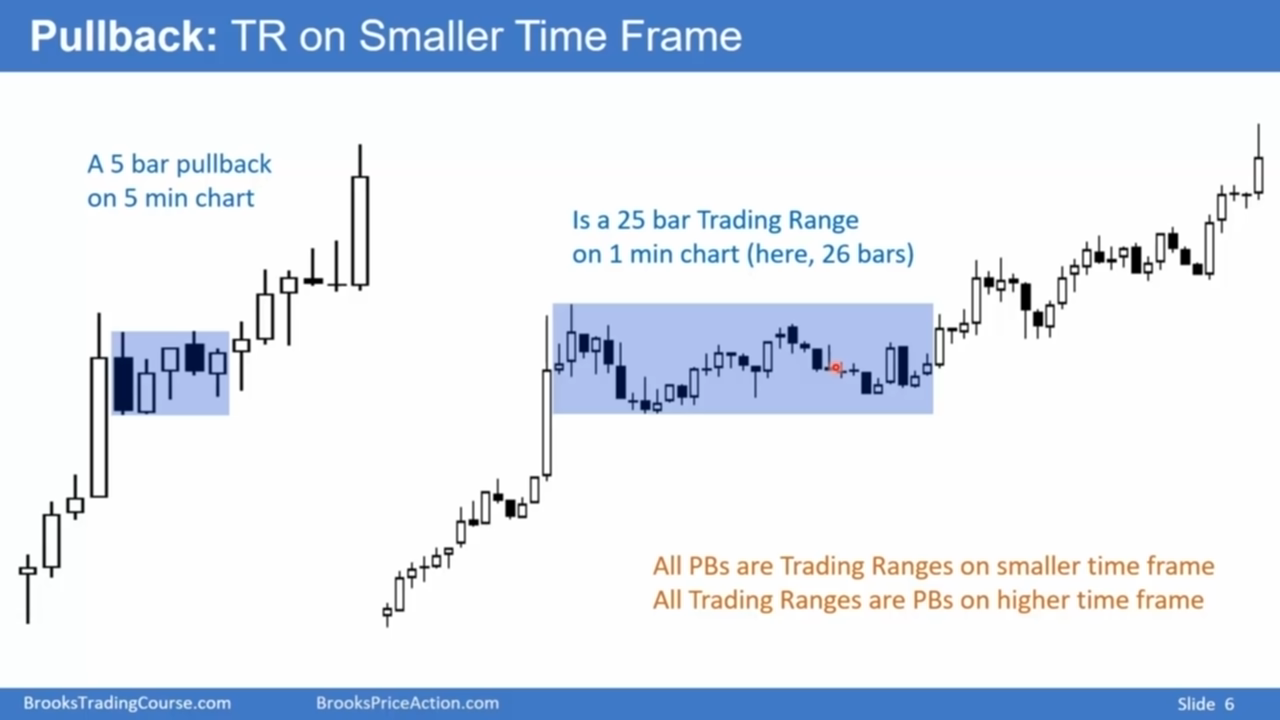 Pullback: TR on Smaller Time Frame
A 5 bar pullback
on 5 min chart
Is a 25 bar Trading Range
on 1 min chart (here, 26 bars)
All PBs are Trading Ranges on smaller time frame
All Trading Ranges are PBs on higher time frame
BrooksTradingCourse.com
BrooksPriceAction.com
Slide 6